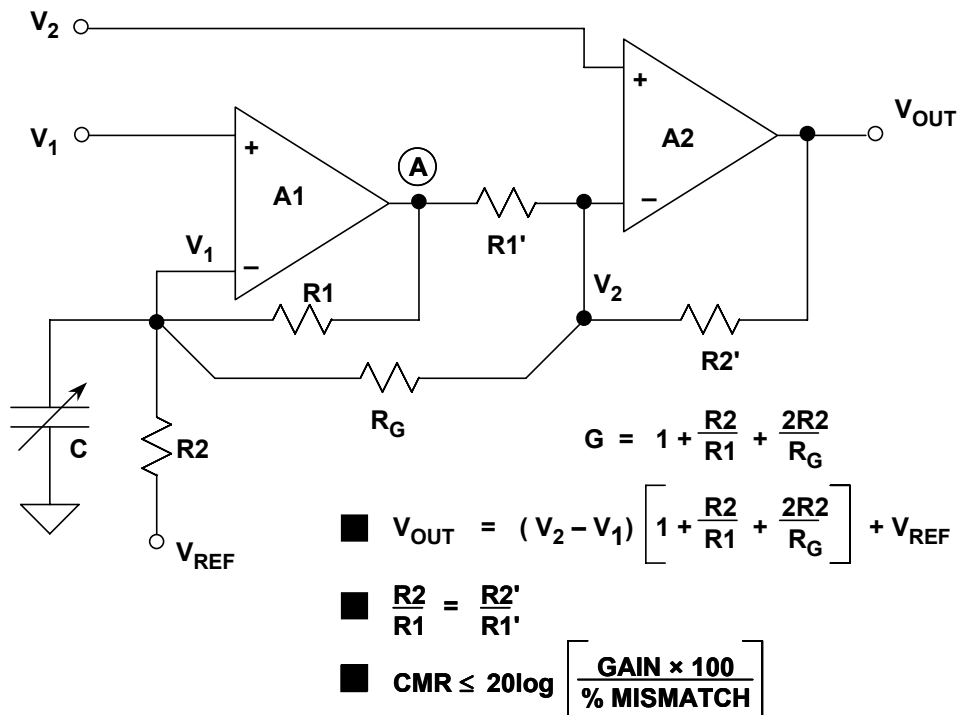 V2
+
A2
−
VOUT
V1
+
A1
−
A
R1'
V1
R1
V2
R2'
RG
C
R2
VREF
G = 1 + R2/R1 + 2R2/RG
VOUT = ( V2 – V1) [ 1 + R2/R1 + 2R2/RG ] + VREF
R2/R1 = R2'/R1'
CMR ≤ 20log [ GAIN × 100 / % MISMATCH ]